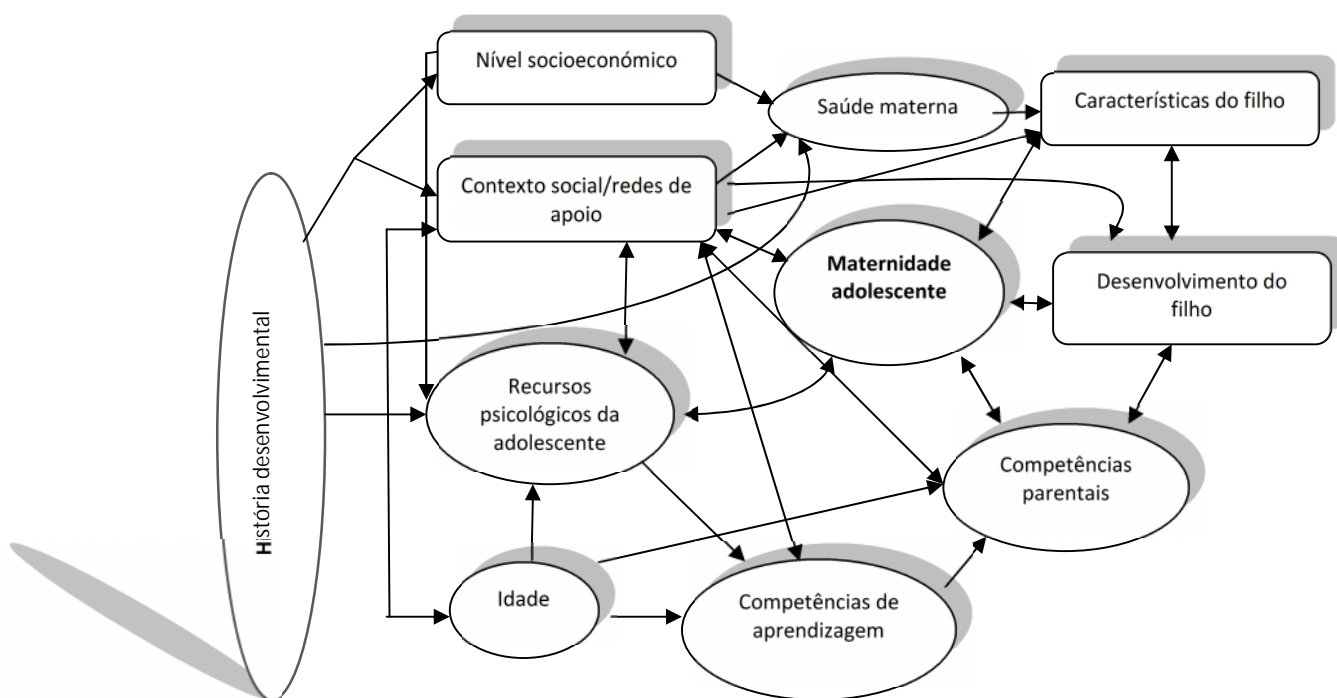 Nível socioeconómico
Saúde materna
Características do filho
Contexto social/redes de
apoio
Maternidade
adolescente
Desenvolvimento do
filho
História desenvolvimental
Recursos
psicológicos da
adolescente
Competências
parentais
Idade
Competências de
aprendizagem